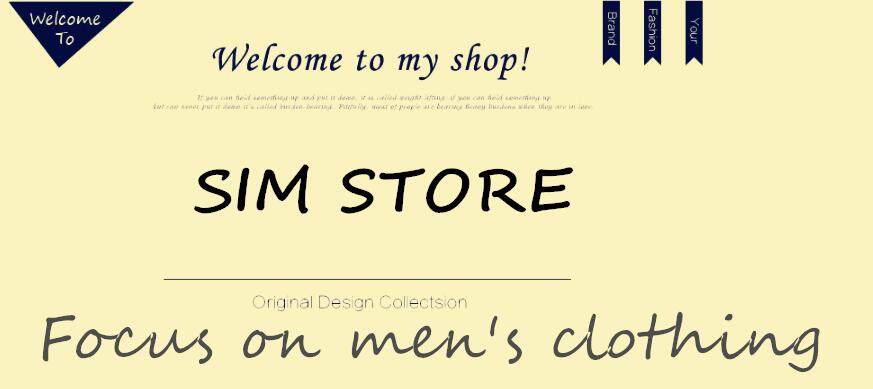 Welcome
To
Brand
Fashion
Your
Welcome to my shop!
If you can hold something up and put it down, it is called weight lifting; if you can hold something up
but can never put it down it's called burden-bearing. Pitifully, most of people are bearing heavy burdens when they are in love.
SIM STORE
Original Design Collectsion
Focus on men's clothing